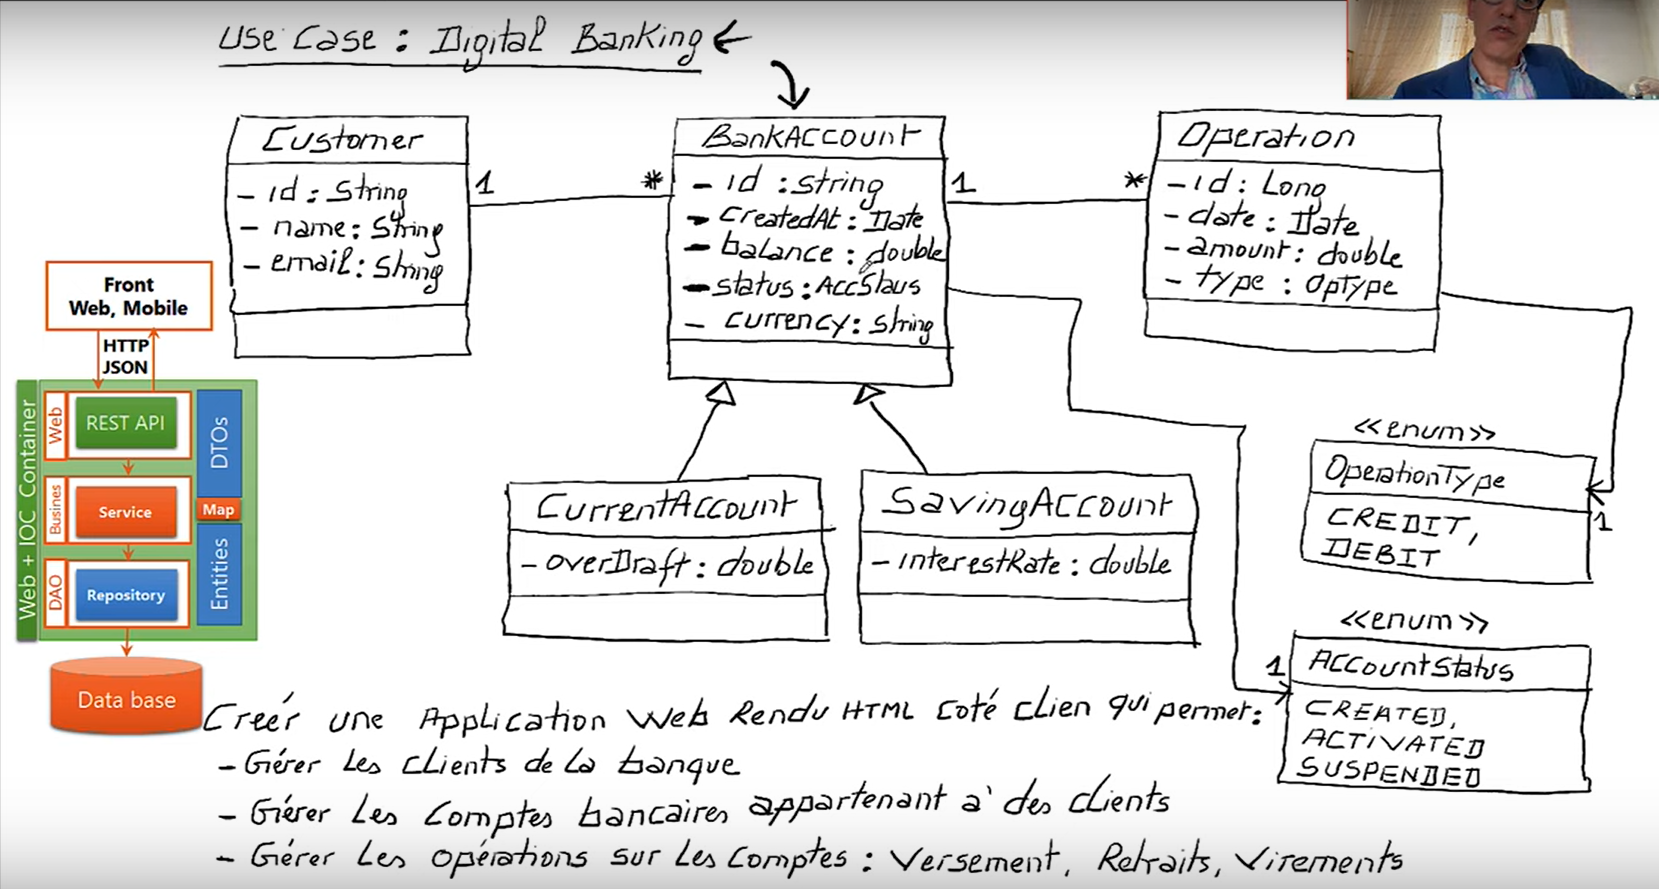 Use Case : Digital Banking
Customer
- id : String
- name : String
- email : String
1
*
BankAccount
- id : string
- CreatedAt : Date
- balance : double
- status : AccStaus
- currency : string
1
*
Operation
- id : Long
- date : Date
- amount : double
- type : OpType
Front
Web, Mobile
HTTP
JSON
Web + IOC Container
Web
REST API
DTOs
Busines
Service
Map
DAO
Repository
Entities
Data base
CurrentAccount
- overDraft : double
SavingAccount
- interestRate : double
<<enum>>
OperationType
CREDIT,
DEBIT
1
<<enum>>
AccountStatus
1
CREATED,
ACTIVATED
SUSPENDED
Creér une Application Web Rendu HTML Coté Clien qui permet :
- Gérer Les clients de La banque
- Gérer Les Comptes bancaires appartenant à des clients
- Gérer Les opérations sur Les Comptes : Versement, Retraits, Virements